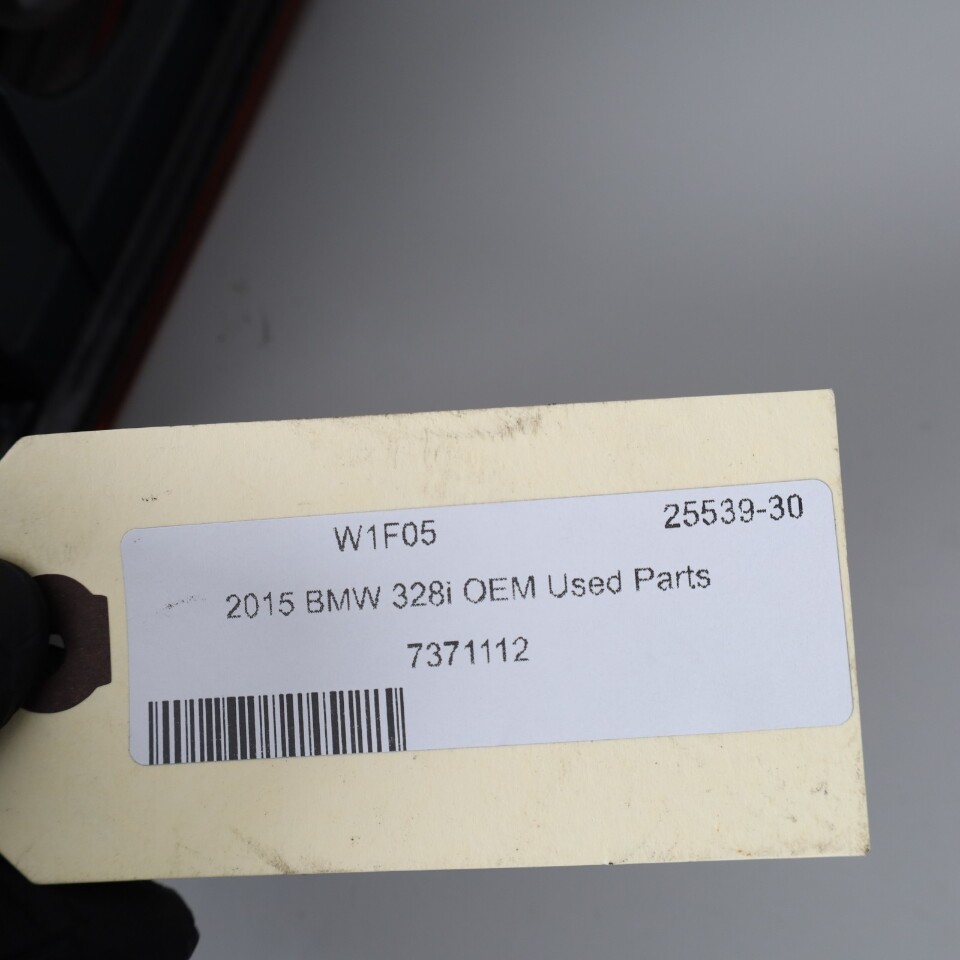 W1F05 25539-30
2015 BMW 328i OEM Used Parts
7371112